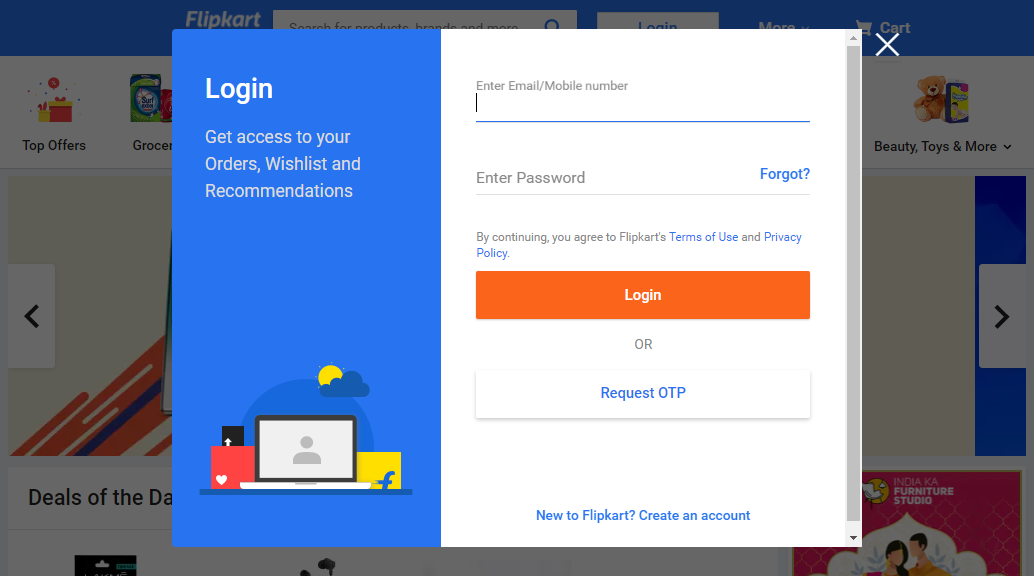 Flipkart
Search for products, brands and more
Login
More
Cart
Top Offers
Grocer
Beauty, Toys & More
Login
Get access to your
Orders, Wishlist and
Recommendations
Enter Email/Mobile number
Enter Password
Forgot?
By continuing, you agree to Flipkart's Terms of Use and Privacy
Policy.
Login
OR
Request OTP
New to Flipkart? Create an account
Deals of the Da
INDIA KA
FURNITURE
STUDIO